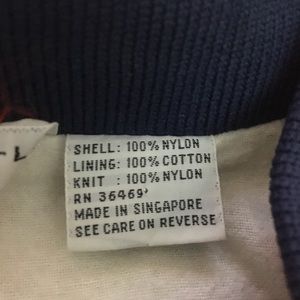 -L
SHELL: 100% NYLON
LINING: 100% COTTON
KNIT : 100% NYLON
RN 36469
MADE IN SINGAPORE
SEE CARE ON REVERSE